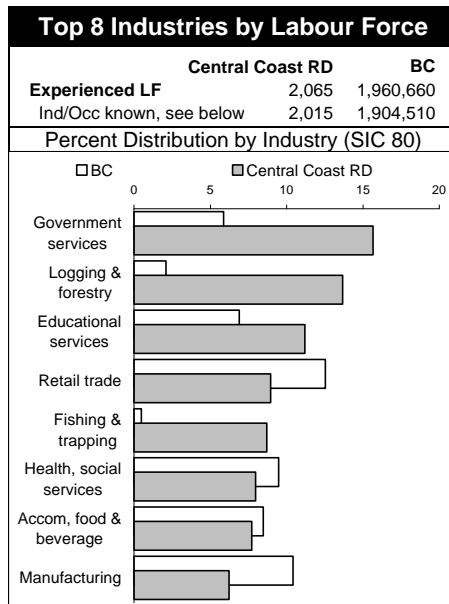 Top 8 Industries by Labour Force
Central Coast RD BC
Experienced LF 2,065 1,960,660
Ind/Occ known, see below 2,015 1,904,510
Percent Distribution by Industry (SIC 80)
BC Central Coast RD
0 5 10 15 20
Government
services
Logging &
forestry
Educational
services
Retail trade
Fishing &
trapping
Health, social
services
Accom, food &
beverage
Manufacturing